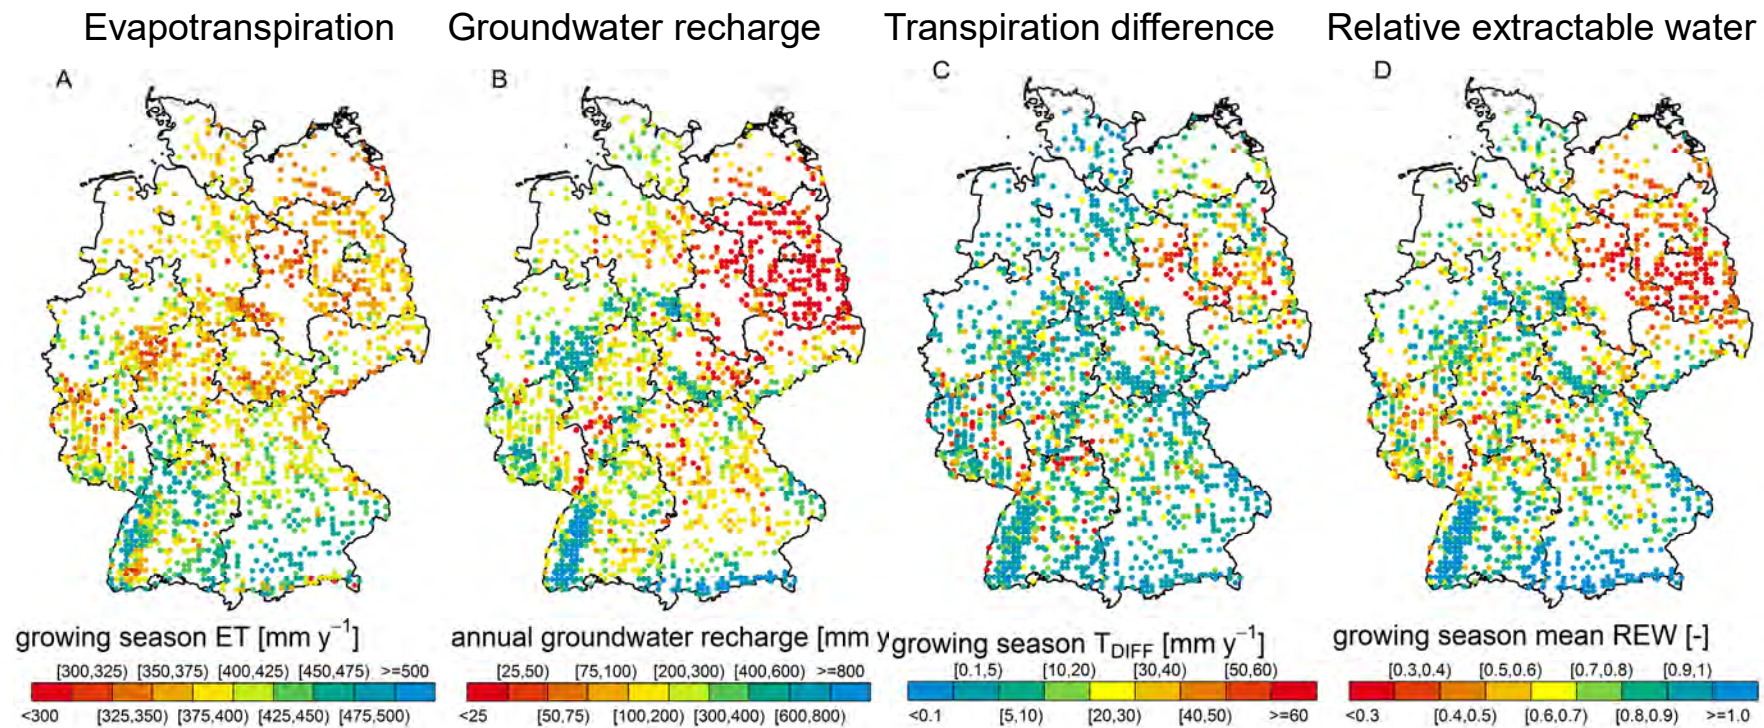 Evapotranspiration
Groundwater recharge
Transpiration difference
Relative extractable water
A
B
C
D
growing season ET [mm y⁻¹]
[300,325) [350,375) [400,425) [450,475) >=500
<300 [325,350) [375,400) [425,450) [475,500)
annual groundwater recharge [mm y
[25,50) [75,100) [200,300) [400,600) >=800
<25 [50,75) [100,200) [300,400) [600,800)
growing season T_DIFF [mm y⁻¹]
[0.1,5) [10,20) [30,40) [50,60)
<0.1 [5,10) [20,30) [40,50) >=60
growing season mean REW [-]
[0.3,0.4) [0.5,0.6) [0.7,0.8) [0.9,1)
<0.3 [0.4,0.5) [0.6,0.7) [0.8,0.9) >=1.0